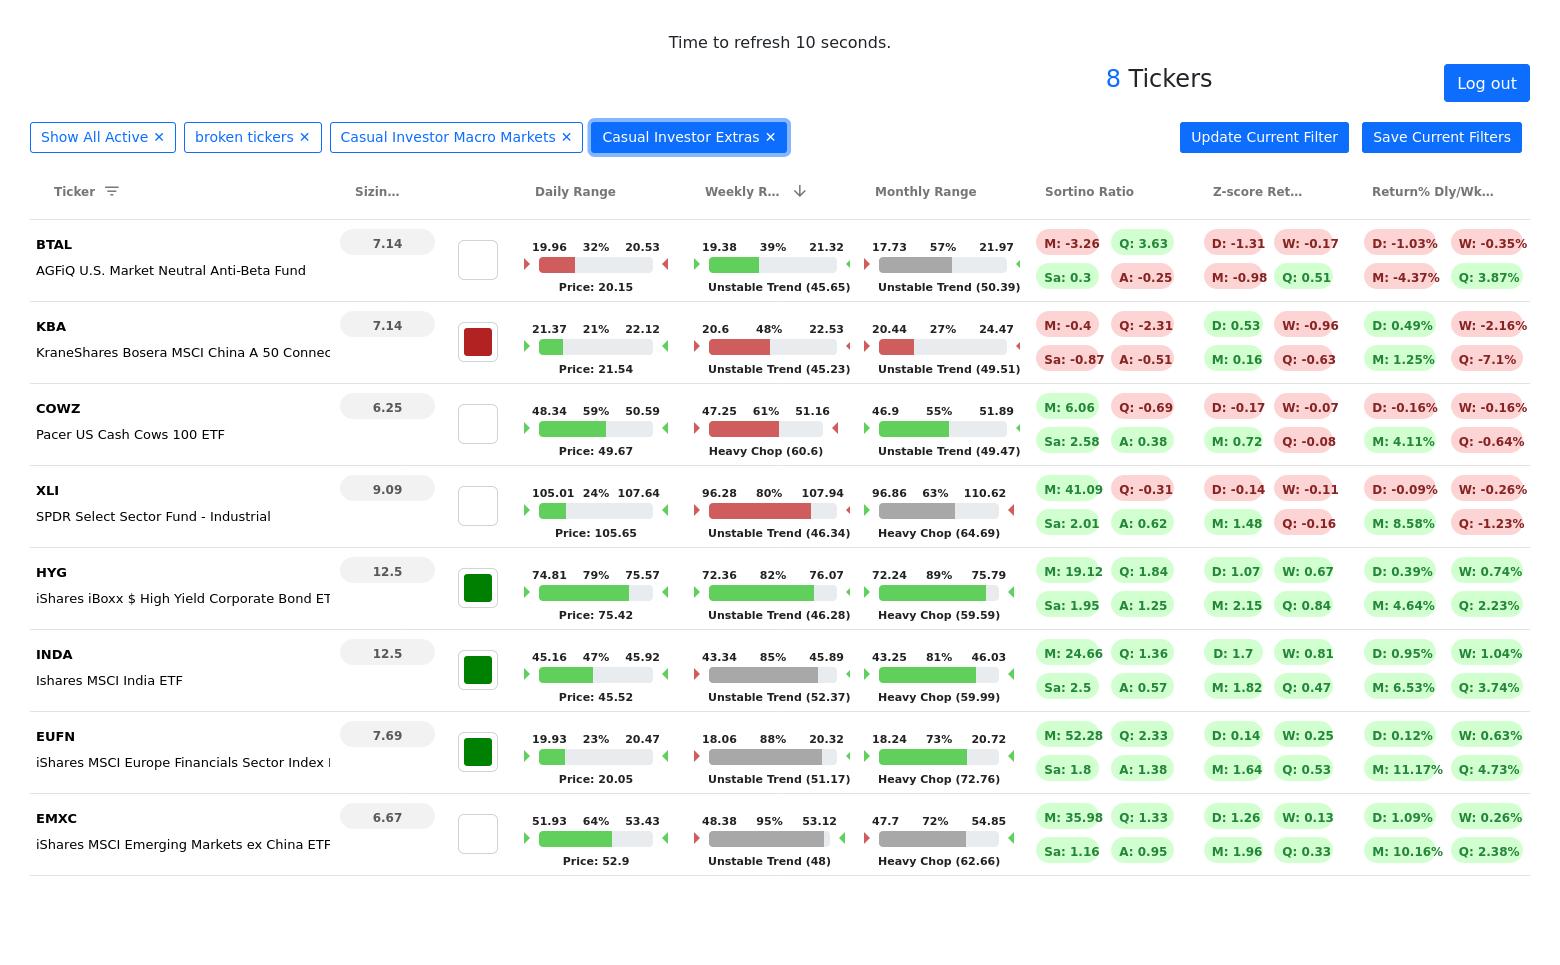 Time to refresh 10 seconds.
8 Tickers
Log out
Show All Active ✕ broken tickers ✕ Casual Investor Macro Markets ✕ Casual Investor Extras ✕ Update Current Filter Save Current Filters
Ticker Sizin... Daily Range Weekly R... Monthly Range Sortino Ratio Z-score Ret... Return% Dly/Wk...
BTAL 7.14 19.96 32% 20.53 19.38 39% 21.32 17.73 57% 21.97 M: -3.26 Q: 3.63 D: -1.31 W: -0.17 D: -1.03% W: -0.35%
AGFiQ U.S. Market Neutral Anti-Beta Fund Sa: 0.3 A: -0.25 M: -0.98 Q: 0.51 M: -4.37% Q: 3.87%
Price: 20.15 Unstable Trend (45.65) Unstable Trend (50.39)
KBA 7.14 21.37 21% 22.12 20.6 48% 22.53 20.44 27% 24.47 M: -0.4 Q: -2.31 D: 0.53 W: -0.96 D: 0.49% W: -2.16%
KraneShares Bosera MSCI China A 50 Connec Sa: -0.87 A: -0.51 M: 0.16 Q: -0.63 M: 1.25% Q: -7.1%
Price: 21.54 Unstable Trend (45.23) Unstable Trend (49.51)
COWZ 6.25 48.34 59% 50.59 47.25 61% 51.16 46.9 55% 51.89 M: 6.06 Q: -0.69 D: -0.17 W: -0.07 D: -0.16% W: -0.16%
Pacer US Cash Cows 100 ETF Sa: 2.58 A: 0.38 M: 0.72 Q: -0.08 M: 4.11% Q: -0.64%
Price: 49.67 Heavy Chop (60.6) Unstable Trend (49.47)
XLI 9.09 105.01 24% 107.64 96.28 80% 107.94 96.86 63% 110.62 M: 41.09 Q: -0.31 D: -0.14 W: -0.11 D: -0.09% W: -0.26%
SPDR Select Sector Fund - Industrial Sa: 2.01 A: 0.62 M: 1.48 Q: -0.16 M: 8.58% Q: -1.23%
Price: 105.65 Unstable Trend (46.34) Heavy Chop (64.69)
HYG 12.5 74.81 79% 75.57 72.36 82% 76.07 72.24 89% 75.79 M: 19.12 Q: 1.84 D: 1.07 W: 0.67 D: 0.39% W: 0.74%
iShares iBoxx $ High Yield Corporate Bond ET Sa: 1.95 A: 1.25 M: 2.15 Q: 0.84 M: 4.64% Q: 2.23%
Price: 75.42 Unstable Trend (46.28) Heavy Chop (59.59)
INDA 12.5 45.16 47% 45.92 43.34 85% 45.89 43.25 81% 46.03 M: 24.66 Q: 1.36 D: 1.7 W: 0.81 D: 0.95% W: 1.04%
Ishares MSCI India ETF Sa: 2.5 A: 0.57 M: 1.82 Q: 0.47 M: 6.53% Q: 3.74%
Price: 45.52 Unstable Trend (52.37) Heavy Chop (59.99)
EUFN 7.69 19.93 23% 20.47 18.06 88% 20.32 18.24 73% 20.72 M: 52.28 Q: 2.33 D: 0.14 W: 0.25 D: 0.12% W: 0.63%
iShares MSCI Europe Financials Sector Index Sa: 1.8 A: 1.38 M: 1.64 Q: 0.53 M: 11.17% Q: 4.73%
Price: 20.05 Unstable Trend (51.17) Heavy Chop (72.76)
EMXC 6.67 51.93 64% 53.43 48.38 95% 53.12 47.7 72% 54.85 M: 35.98 Q: 1.33 D: 1.26 W: 0.13 D: 1.09% W: 0.26%
iShares MSCI Emerging Markets ex China ETF Sa: 1.16 A: 0.95 M: 1.96 Q: 0.33 M: 10.16% Q: 2.38%
Price: 52.9 Unstable Trend (48) Heavy Chop (62.66)